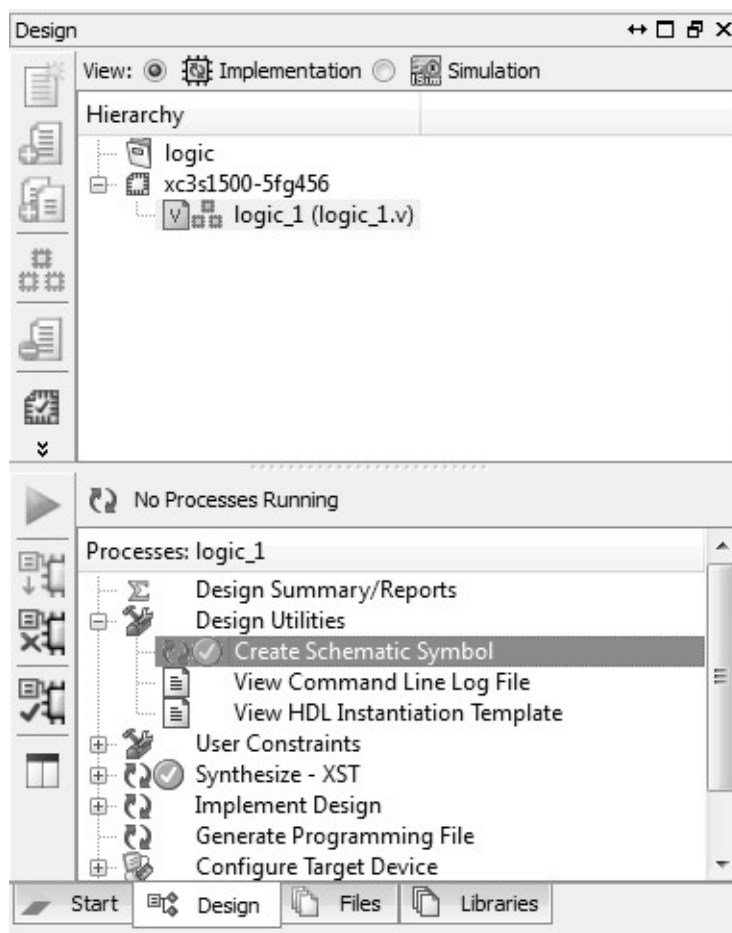 Design
View: Implementation Simulation
Hierarchy
logic
xc3s1500-5fg456
V logic_1 (logic_1.v)
No Processes Running
Processes: logic_1
Design Summary/Reports
Design Utilities
Create Schematic Symbol
View Command Line Log File
View HDL Instantiation Template
User Constraints
Synthesize - XST
Implement Design
Generate Programming File
Configure Target Device
Start Design Files Libraries